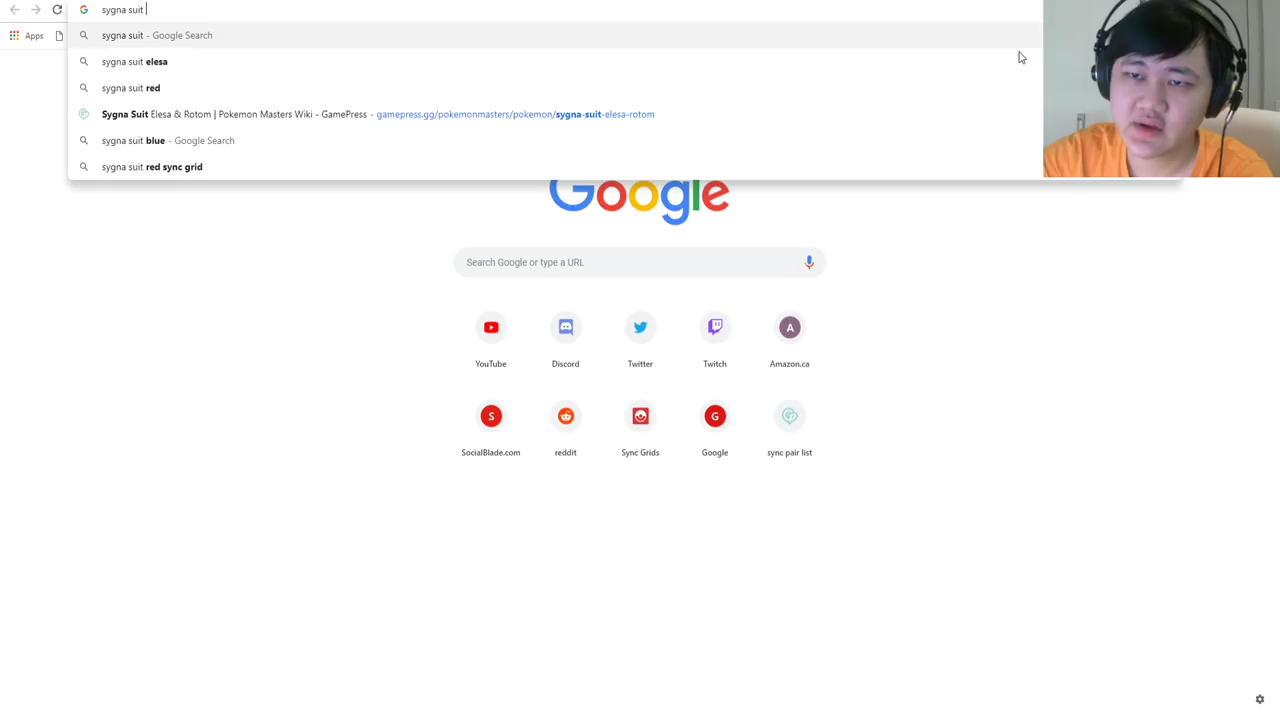 sygna suit
sygna suit - Google Search
Apps
sygna suit elesa
sygna suit red
Sygna Suit Elesa & Rotom | Pokemon Masters Wiki - GamePress - gamepress.gg/pokemonmasters/pokemon/sygna-suit-elesa-rotom
sygna suit blue - Google Search
sygna suit red sync grid
Google
Search Google or type a URL
YouTube
Discord
Twitter
Twitch
A
Amazon.ca
S
SocialBlade.com
reddit
Sync Grids
G
Google
sync pair list